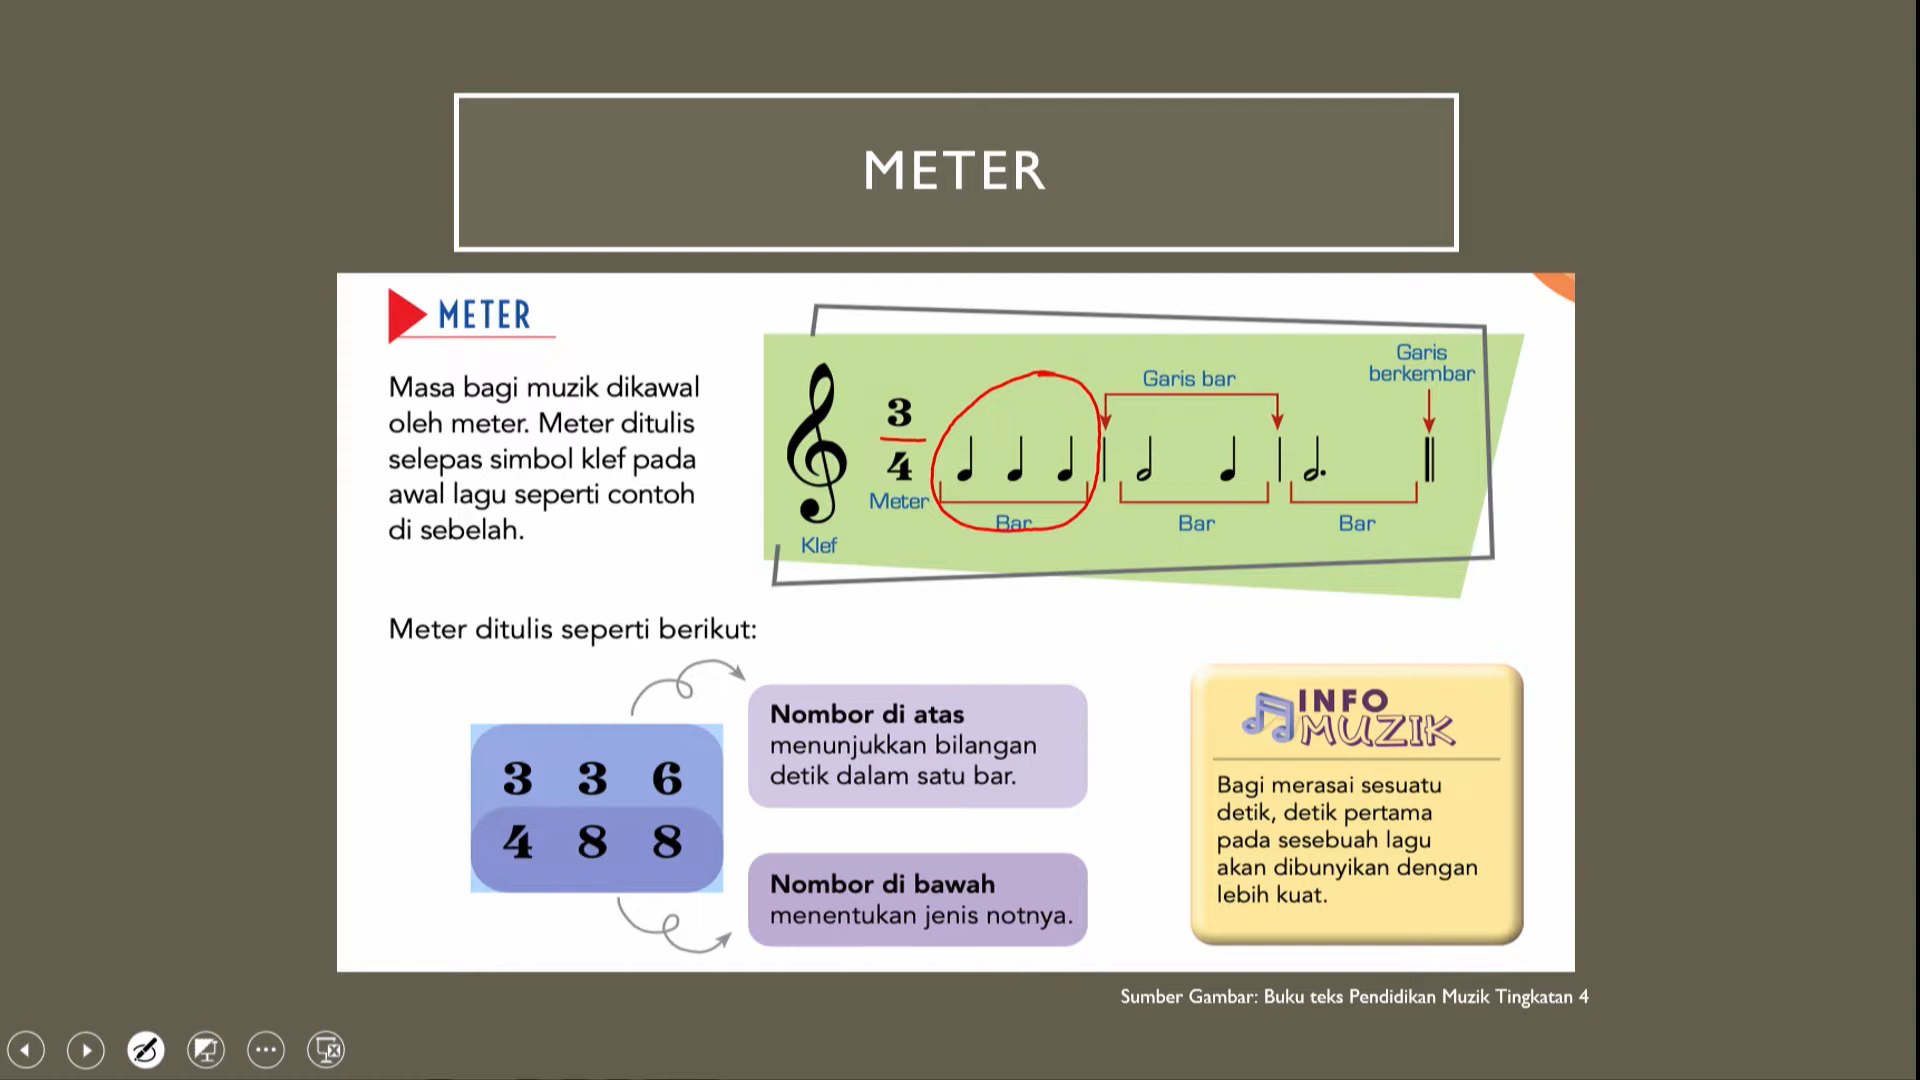 METER
METER
Masa bagi muzik dikawal
oleh meter. Meter ditulis
selepas simbol klef pada
awal lagu seperti contoh
di sebelah.
Garis bar
Garis
berkembar
3
4
Meter
Klef
Bar
Bar
Bar
Meter ditulis seperti berikut:
3 3 6
4 8 8
Nombor di atas
menunjukkan bilangan
detik dalam satu bar.
Nombor di bawah
menentukan jenis notnya.
INFO
MUZIK
Bagi merasai sesuatu
detik, detik pertama
pada sesebuah lagu
akan dibunyikan dengan
lebih kuat.
Sumber Gambar: Buku teks Pendidikan Muzik Tingkatan 4